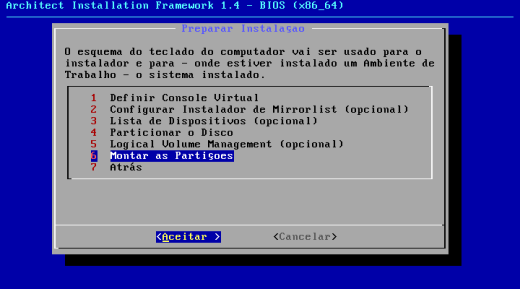 Architect Installation Framework 1.4 - BIOS (x86_64)
Preparar Instalaçao
O esquema do teclado do computador vai ser usado para o
instalador e para - onde estiver instalado um Ambiente de
Trabalho - o sistema instalado.
1 Definir Console Virtual
2 Configurar Instalador de Mirrorlist (opcional)
3 Lista de Dispositivos (opcional)
4 Particionar o Disco
5 Logical Volume Management (opcional)
6 Montar as Partiçoes
7 Atrás
<Aceitar > <Cancelar>